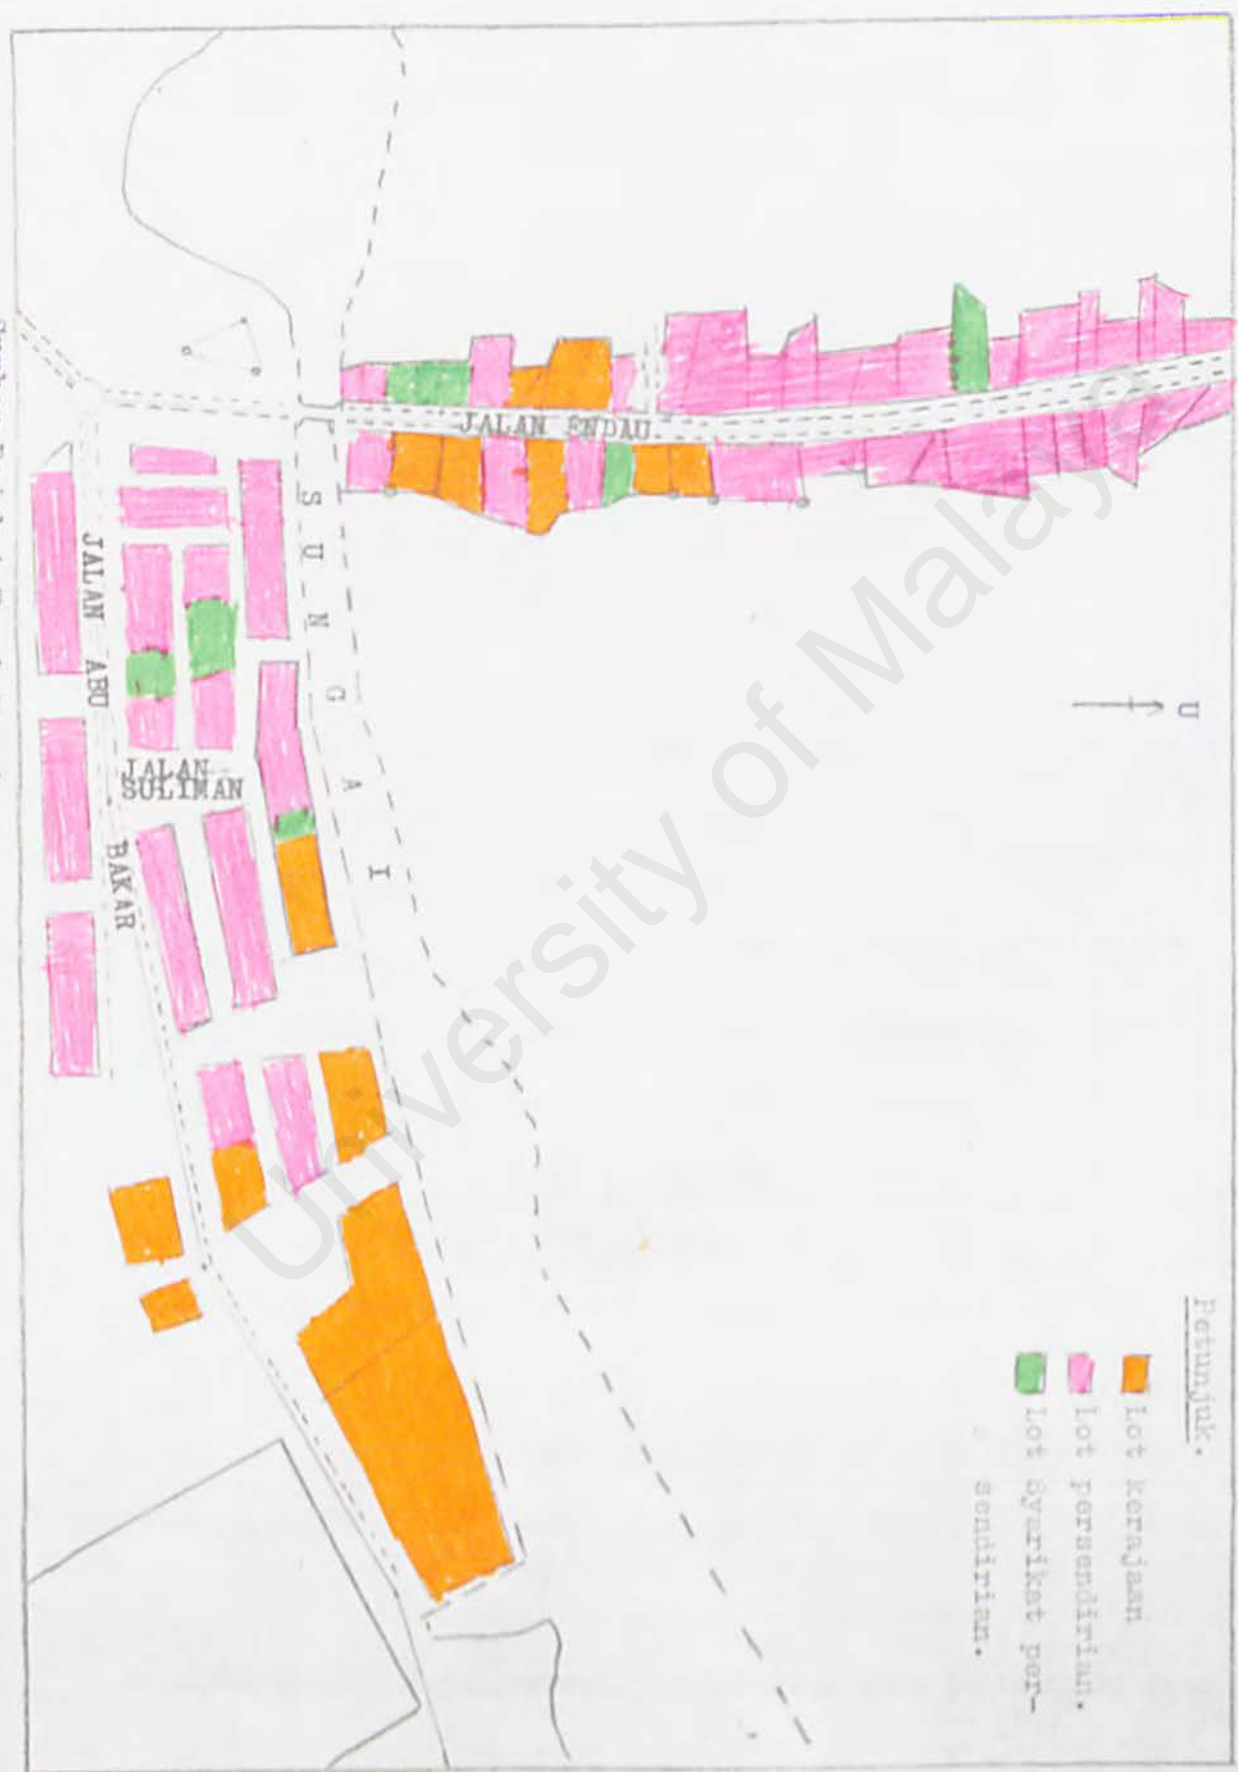 U
Petunjuk.
Lot kerajaan
Lot persendirian.
Lot Syarikat per-
sendirian.
JALAN ENDAU
SUNGAI
JALAN ABU BAKAR
JALAN
SULIMAN
University of Malaya